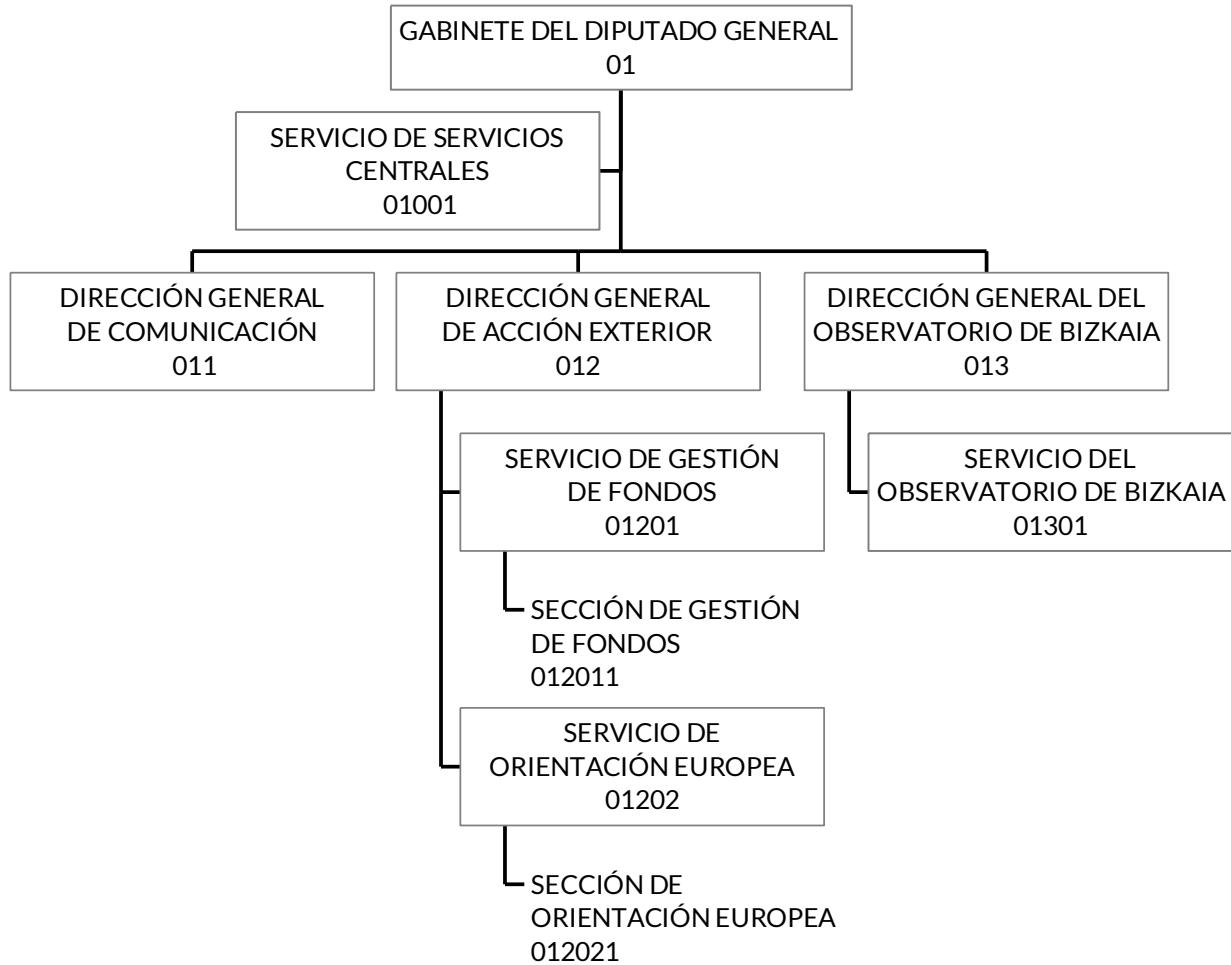 GABINETE DEL DIPUTADO GENERAL
01
SERVICIO DE SERVICIOS
CENTRALES
01001
DIRECCIÓN GENERAL
DE COMUNICACIÓN
011
DIRECCIÓN GENERAL
DE ACCIÓN EXTERIOR
012
DIRECCIÓN GENERAL DEL
OBSERVATORIO DE BIZKAIA
013
SERVICIO DE GESTIÓN
DE FONDOS
01201
SERVICIO DEL
OBSERVATORIO DE BIZKAIA
01301
SECCIÓN DE GESTIÓN
DE FONDOS
012011
SERVICIO DE
ORIENTACIÓN EUROPEA
01202
SECCIÓN DE
ORIENTACIÓN EUROPEA
012021